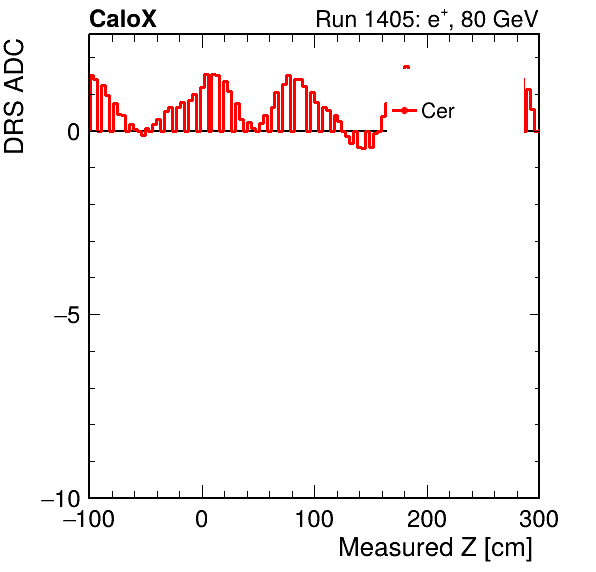 CaloX Run 1405: e+, 80 GeV
DRS ADC
Cer
0
−5
−10
−100 0 100 200 300
Measured Z [cm]